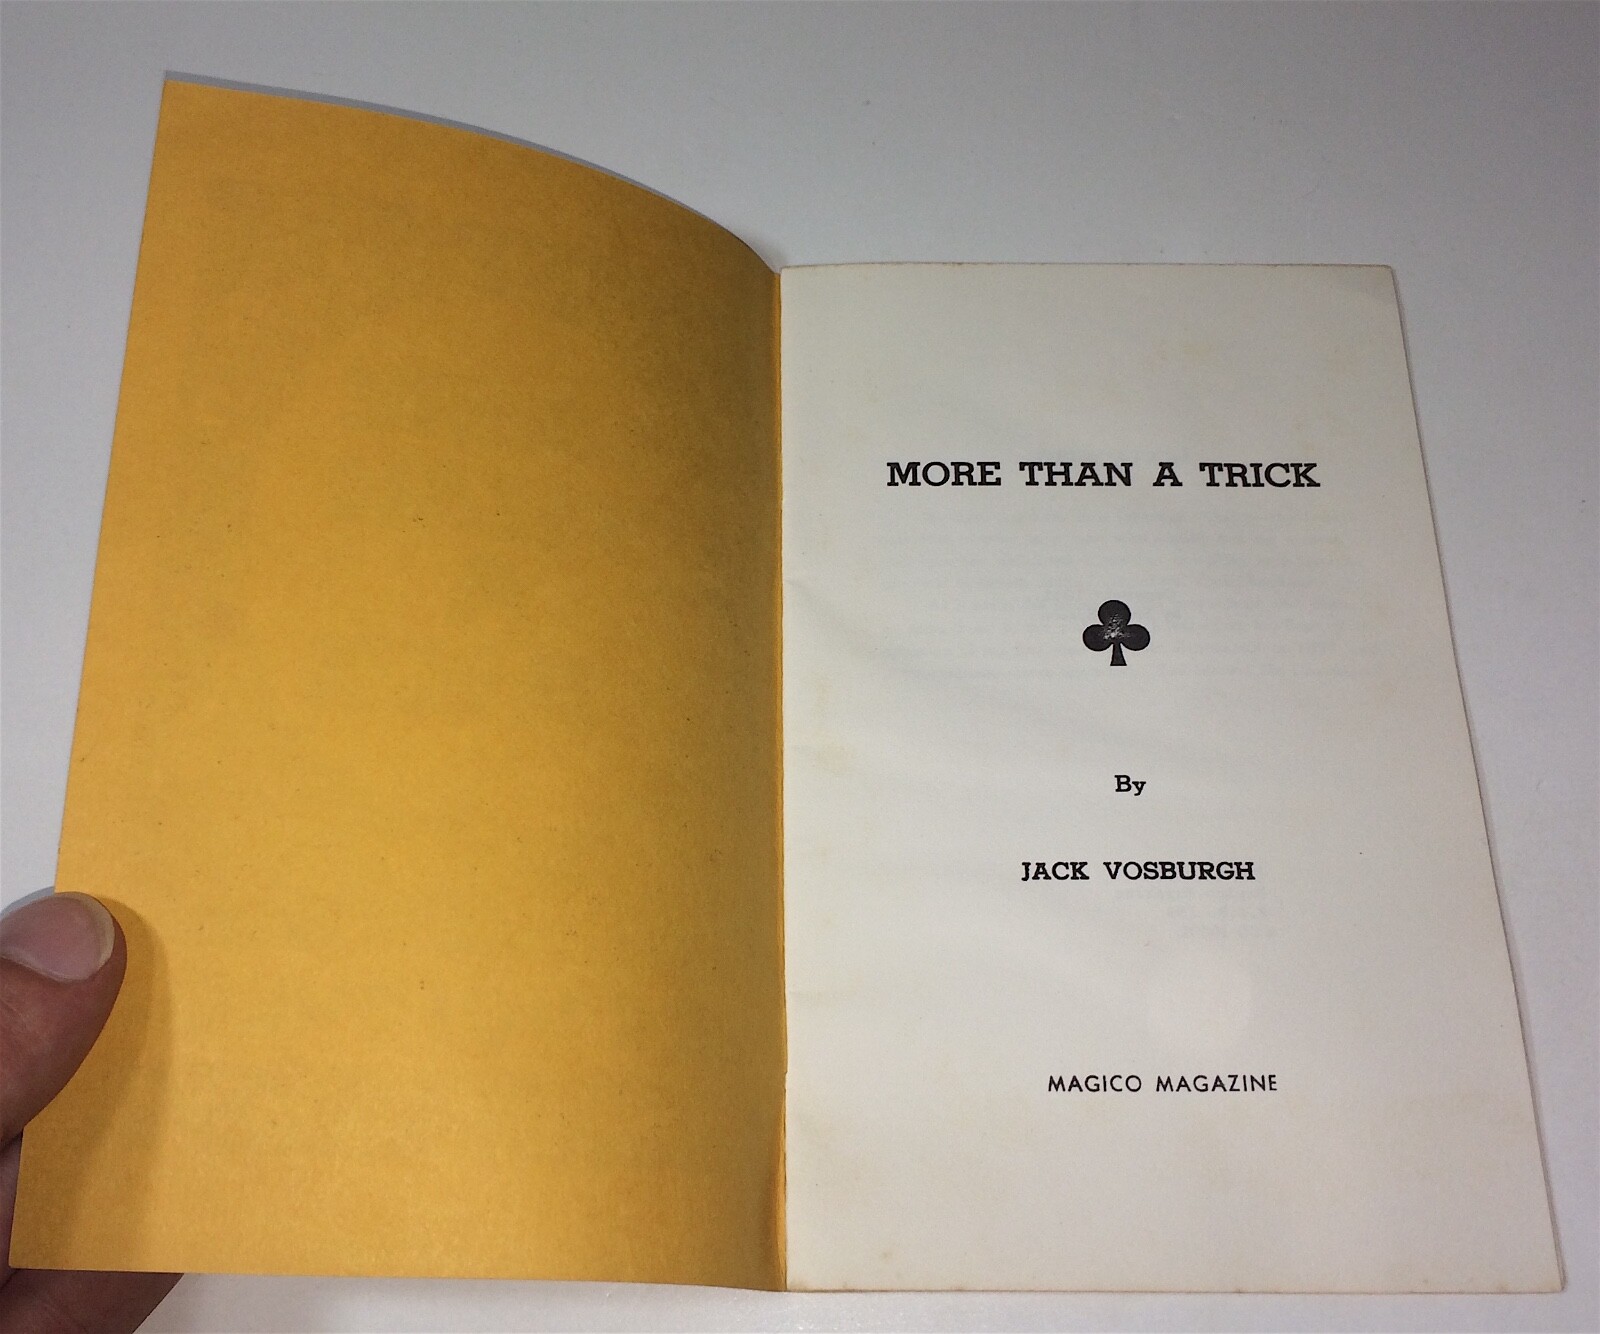 MORE THAN A TRICK
By
JACK VOSBURGH
MAGICO MAGAZINE